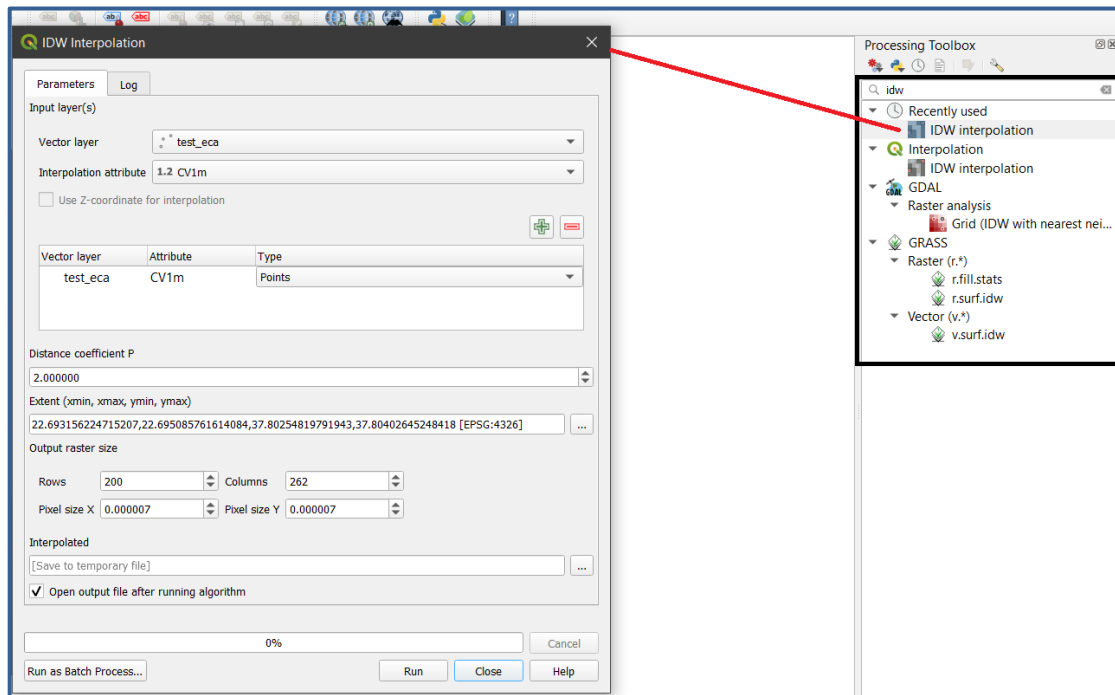 IDW Interpolation
Parameters Log
Input layer(s)
Vector layer test_eca
Interpolation attribute 1.2 CV1m
Use Z-coordinate for interpolation
Vector layer Attribute Type
test_eca CV1m Points
Distance coefficient P
2.000000
Extent (xmin, xmax, ymin, ymax)
22.693156224715207,22.695085761614084,37.80254819791943,37.80402645248418 [EPSG:4326] ...
Output raster size
Rows 200 Columns 262
Pixel size X 0.000007 Pixel size Y 0.000007
Interpolated
[Save to temporary file] ...
Open output file after running algorithm
0% Cancel
Run as Batch Process... Run Close Help
Processing Toolbox
idw
Recently used
IDW interpolation
Interpolation
IDW interpolation
GDAL
Raster analysis
Grid (IDW with nearest nei...
GRASS
Raster (r.*)
r.fill.stats
r.surf.idw
Vector (v.*)
v.surf.idw